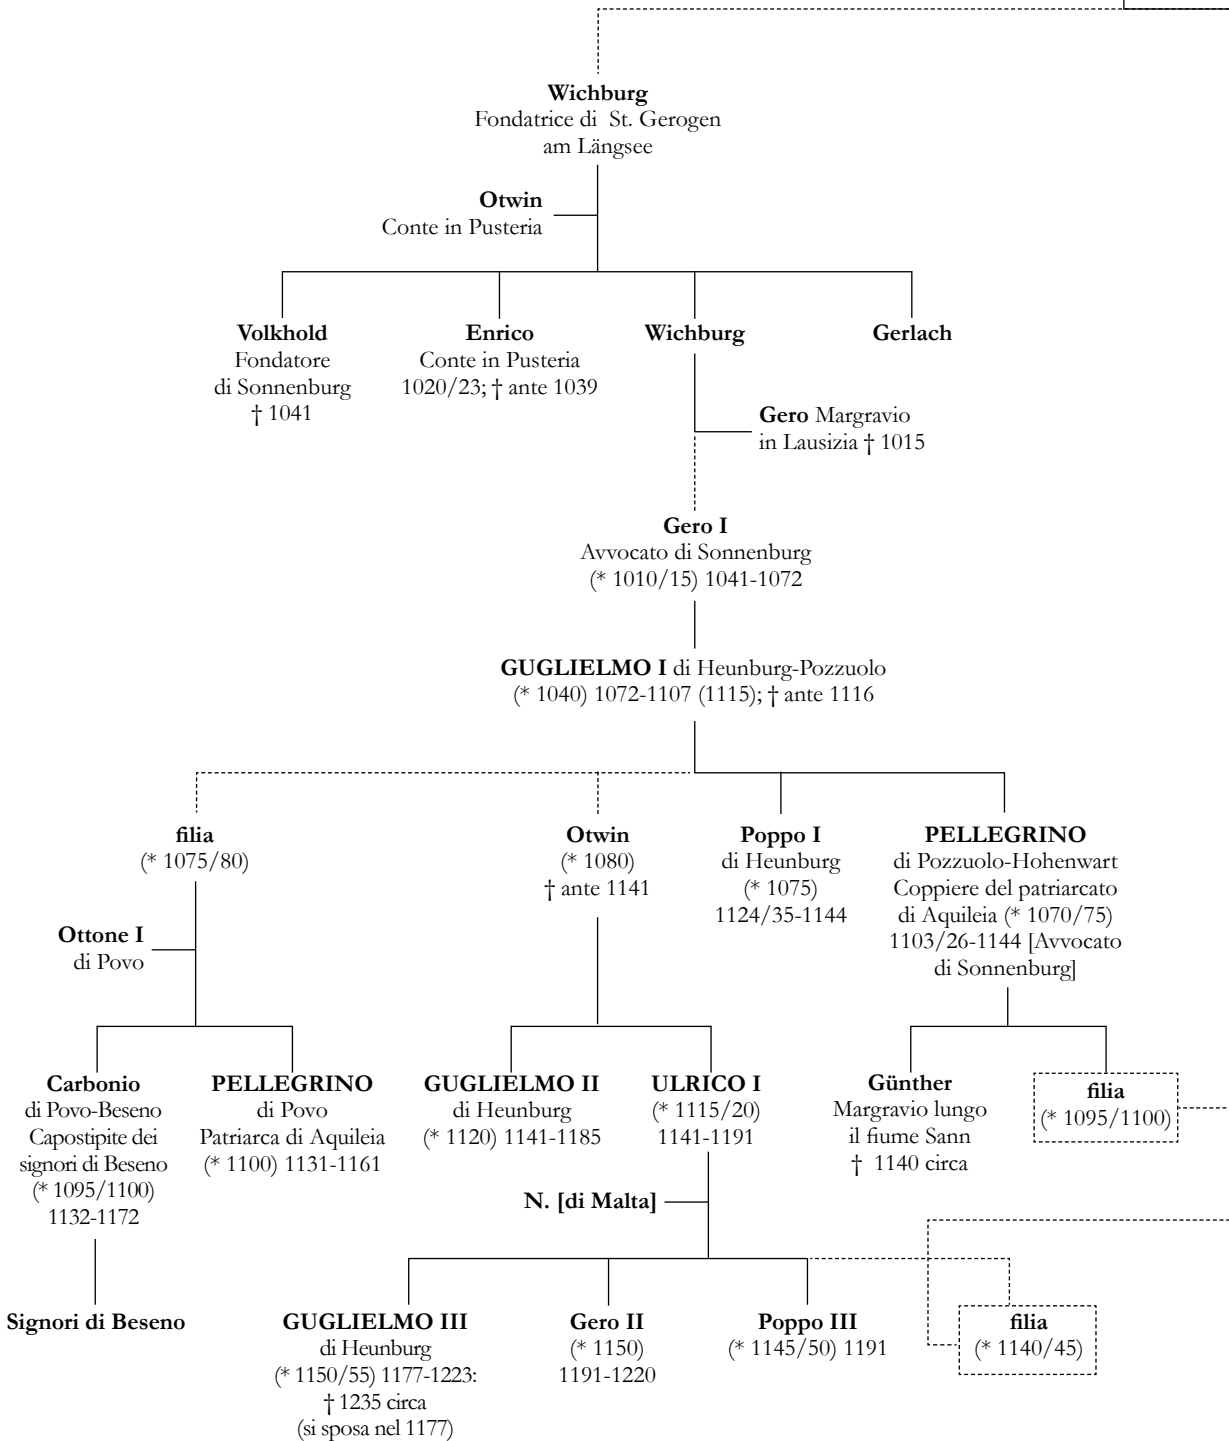 Wichburg
Fondatrice di St. Gerogen
am Längsee
Otwin
Conte in Pusteria
Volkhold
Fondatore
di Sonnenburg
† 1041
Enrico
Conte in Pusteria
1020/23; † ante 1039
Wichburg
Gerlach
Gero Margravio
in Lausizia † 1015
Gero I
Avvocato di Sonnenburg
(* 1010/15) 1041-1072
GUGLIELMO I di Heunburg-Pozzuolo
(* 1040) 1072-1107 (1115); † ante 1116
filia
(* 1075/80)
Otwin
(* 1080)
† ante 1141
Poppo I
di Heunburg
(* 1075)
1124/35-1144
PELLEGRINO
di Pozzuolo-Hohenwart
Coppiere del patriarcato
di Aquileia (* 1070/75)
1103/26-1144 [Avvocato
di Sonnenburg]
Ottone I
di Povo
Carbonio
di Povo-Beseno
Capostipite dei
signori di Beseno
(* 1095/1100)
1132-1172
PELLEGRINO
di Povo
Patriarca di Aquileia
(* 1100) 1131-1161
GUGLIELMO II
di Heunburg
(* 1120) 1141-1185
ULRICO I
(* 1115/20)
1141-1191
Günther
Margravio lungo
il fiume Sann
† 1140 circa
filia
(* 1095/1100)
N. [di Malta]
Signori di Beseno
GUGLIELMO III
di Heunburg
(* 1150/55) 1177-1223:
† 1235 circa
(si sposa nel 1177)
Gero II
(* 1150)
1191-1220
Poppo III
(* 1145/50) 1191
filia
(* 1140/45)